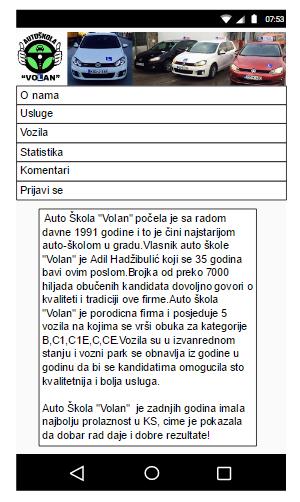 07:53
AUTOŠKOLA
"VOLAN"
O nama
Usluge
Vozila
Statistika
Komentari
Prijavi se
Auto Škola "Volan" počela je sa radom
davne 1991 godine i to je čini najstarijom
auto-školom u gradu.Vlasnik auto škole
"Volan" je Adil Hadžibulić koji se 35 godina
bavi ovim poslom.Brojka od preko 7000
hiljada obučenih kandidata dovoljno govori o
kvaliteti i tradiciji ove firme.Auto škola
"Volan" je porodicna firma i posjeduje 5
vozila na kojima se vrši obuka za kategorije
B,C1,C1E,C,CE.Vozila su u izvanrednom
stanju i vozni park se obnavlja iz godine u
godinu da bi se kandidatima omogucila sto
kvalitetnija i bolja usluga.
Auto Škola "Volan" je zadnjih godina imala
najbolju prolaznost u KS, cime je pokazala
da dobar rad daje i dobre rezultate!